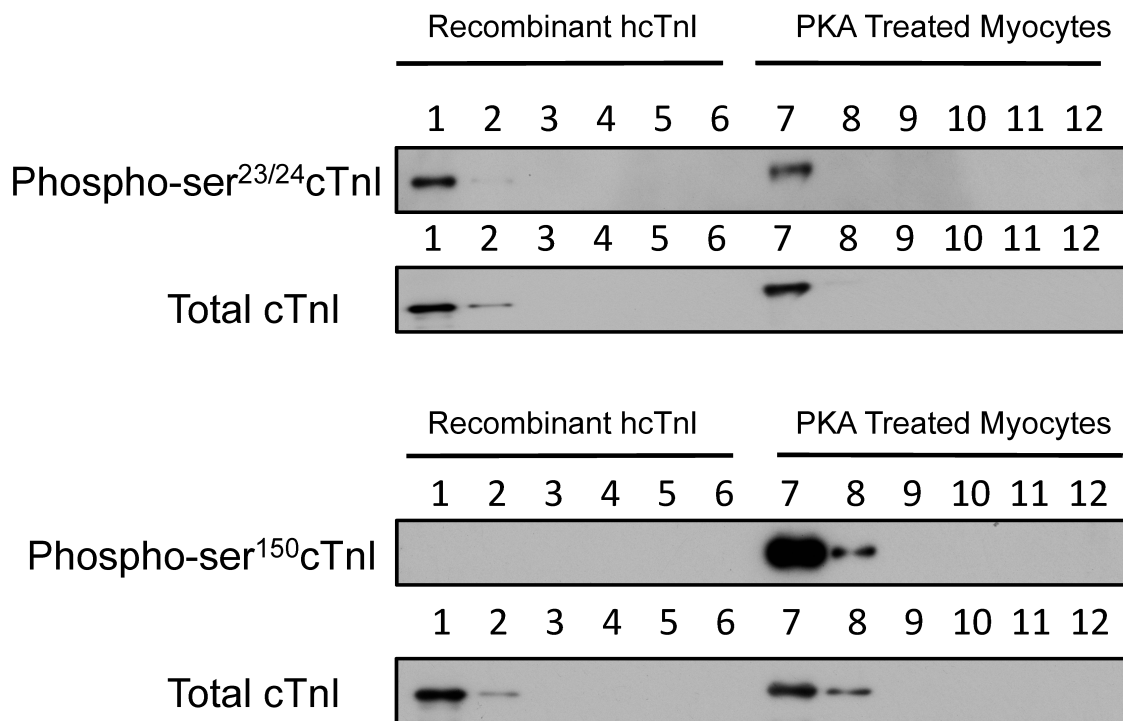 Recombinant hcTnI PKA Treated Myocytes
1 2 3 4 5 6 7 8 9 10 11 12
Phospho-ser23/24cTnI
1 2 3 4 5 6 7 8 9 10 11 12
Total cTnI
Recombinant hcTnI PKA Treated Myocytes
1 2 3 4 5 6 7 8 9 10 11 12
Phospho-ser150cTnI
1 2 3 4 5 6 7 8 9 10 11 12
Total cTnI